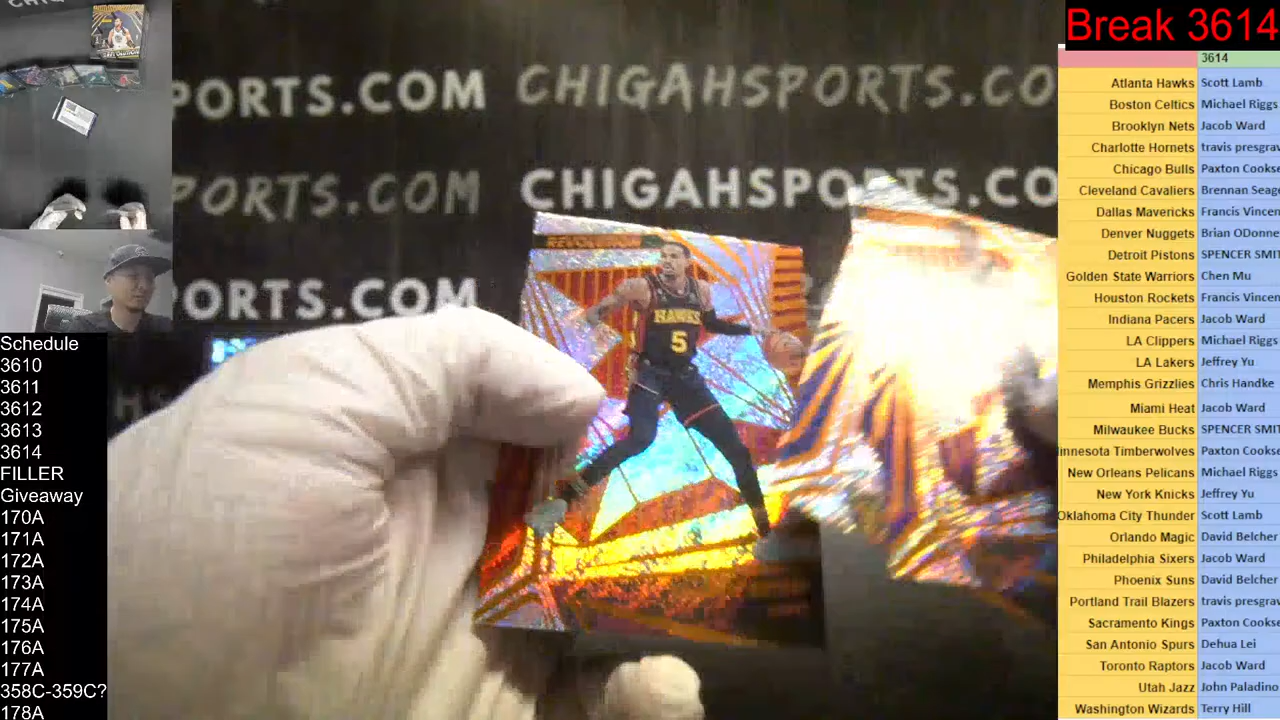 Break 3614
3614
Atlanta Hawks Scott Lamb
Boston Celtics Michael Riggs
Brooklyn Nets Jacob Ward
Charlotte Hornets travis presgrav
Chicago Bulls Paxton Cookse
Cleveland Cavaliers Brennan Seage
Dallas Mavericks Francis Vincen
Denver Nuggets Brian ODonne
Detroit Pistons SPENCER SMIT
Golden State Warriors Chen Mu
Houston Rockets Francis Vincen
Indiana Pacers Jacob Ward
LA Clippers Michael Riggs
LA Lakers Jeffrey Yu
Memphis Grizzlies Chris Handke
Miami Heat Jacob Ward
Milwaukee Bucks SPENCER SMIT
innesota Timberwolves Paxton Cookse
New Orleans Pelicans Michael Riggs
New York Knicks Jeffrey Yu
Oklahoma City Thunder Scott Lamb
Orlando Magic David Belcher
Philadelphia Sixers Jacob Ward
Phoenix Suns David Belcher
Portland Trail Blazers travis presgrav
Sacramento Kings Paxton Cookse
San Antonio Spurs Dehua Lei
Toronto Raptors Jacob Ward
Utah Jazz John Paladino
Washington Wizards Terry Hill
PORTS.COM CHIGAHSPORTS.CO
PORTS.COM CHIGAHSPORTS.CO
PORTS.COM
REVOLUTION
HAWKS
5
Schedule
3610
3611
3612
3613
3614
FILLER
Giveaway
170A
171A
172A
173A
174A
175A
176A
177A
358C-359C?
178A